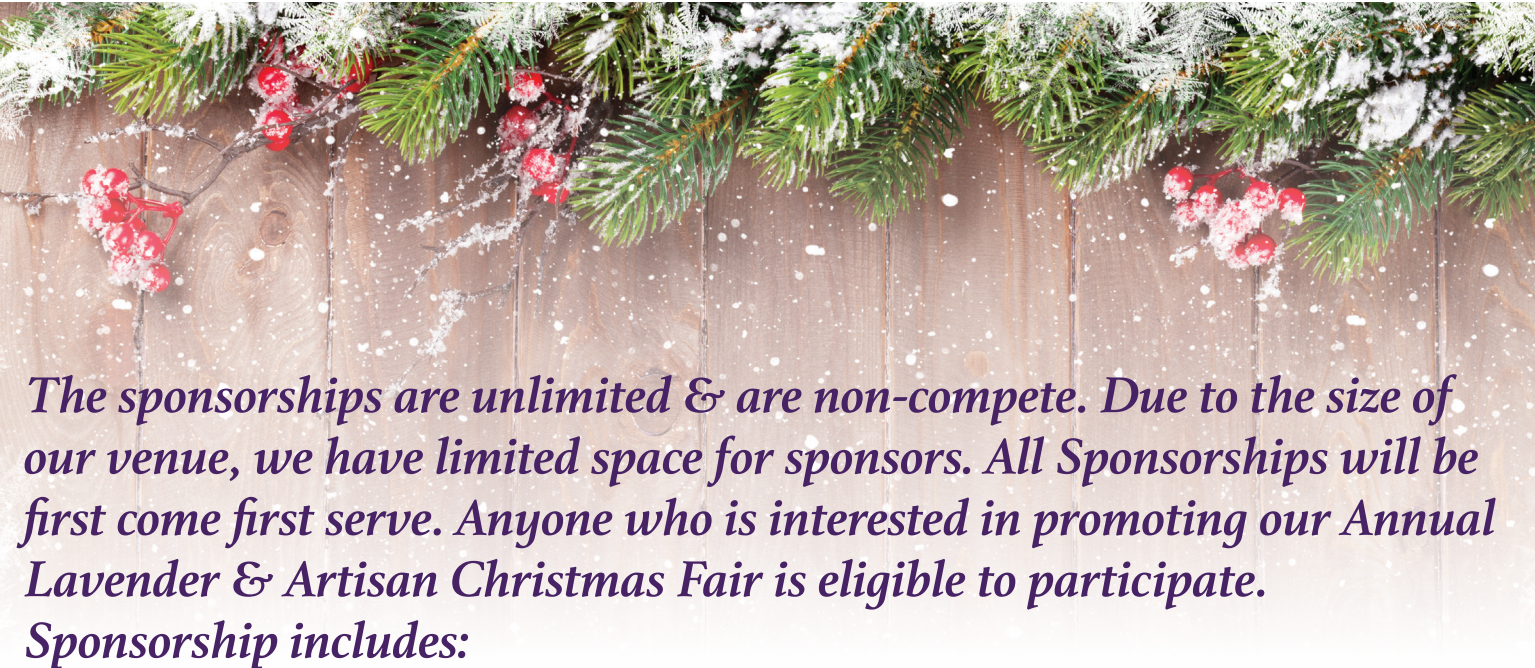 The sponsorships are unlimited & are non-compete. Due to the size of
our venue, we have limited space for sponsors. All Sponsorships will be
first come first serve. Anyone who is interested in promoting our Annual
Lavender & Artisan Christmas Fair is eligible to participate.
Sponsorship includes: